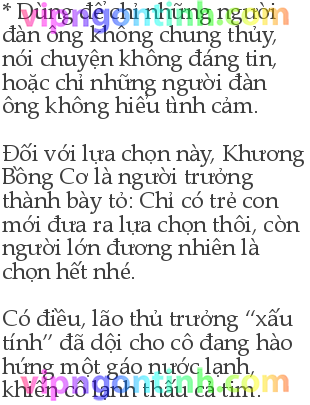 * Dùng để chỉ những người
đàn ông không chung thủy,
nói chuyện không đáng tin,
hoặc chỉ những người đàn
ông không hiểu tình cảm.
Đối với lựa chọn này, Khương
Bồng Cơ là người trưởng
thành bày tỏ: Chỉ có trẻ con
mới đưa ra lựa chọn thôi, còn
người lớn đương nhiên là
chọn hết nhé.
Có điều, lão thủ trưởng “xấu
tính” đã dội cho cô đang hào
hứng một gáo nước lạnh,
khiến cô lạnh thấu cả tim.
vipngontinh.com
vipngontinh.com